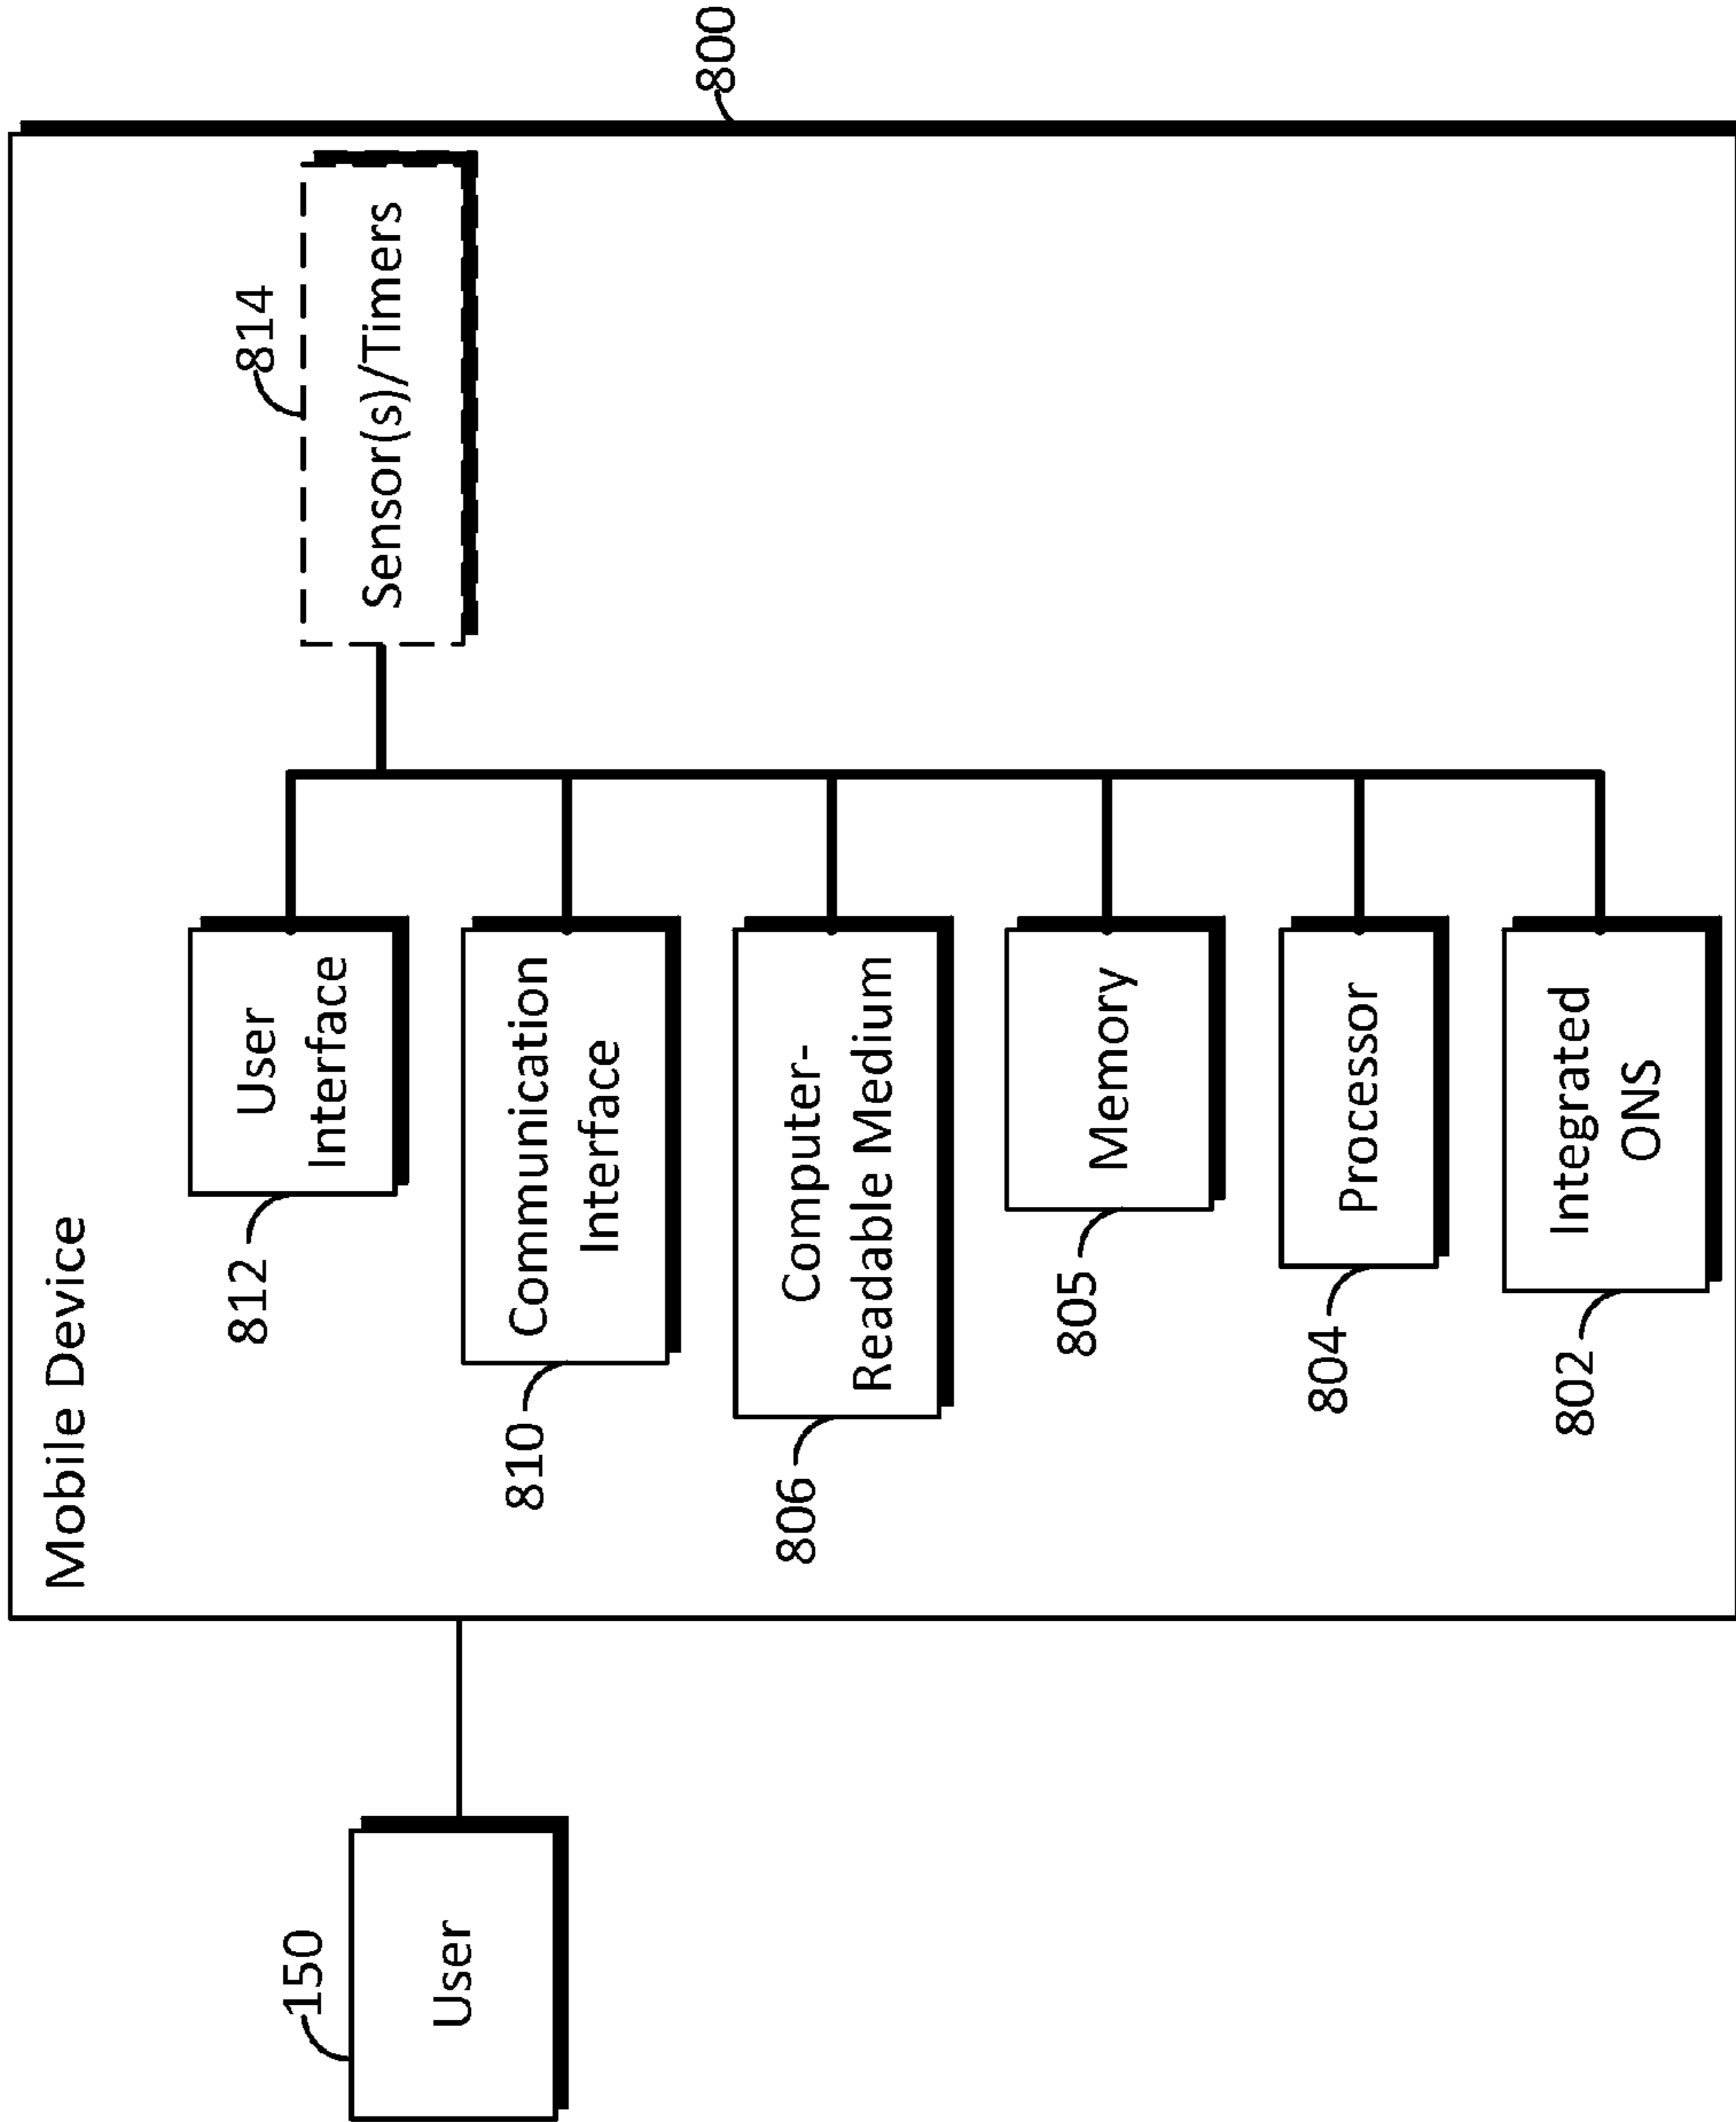 Mobile Device
800
814
Sensor(s)/Timers
User
Interface
812
Communication
Interface
810
Computer-
Readable Medium
806
Memory
805
Processor
804
Integrated
ONS
802
150
User